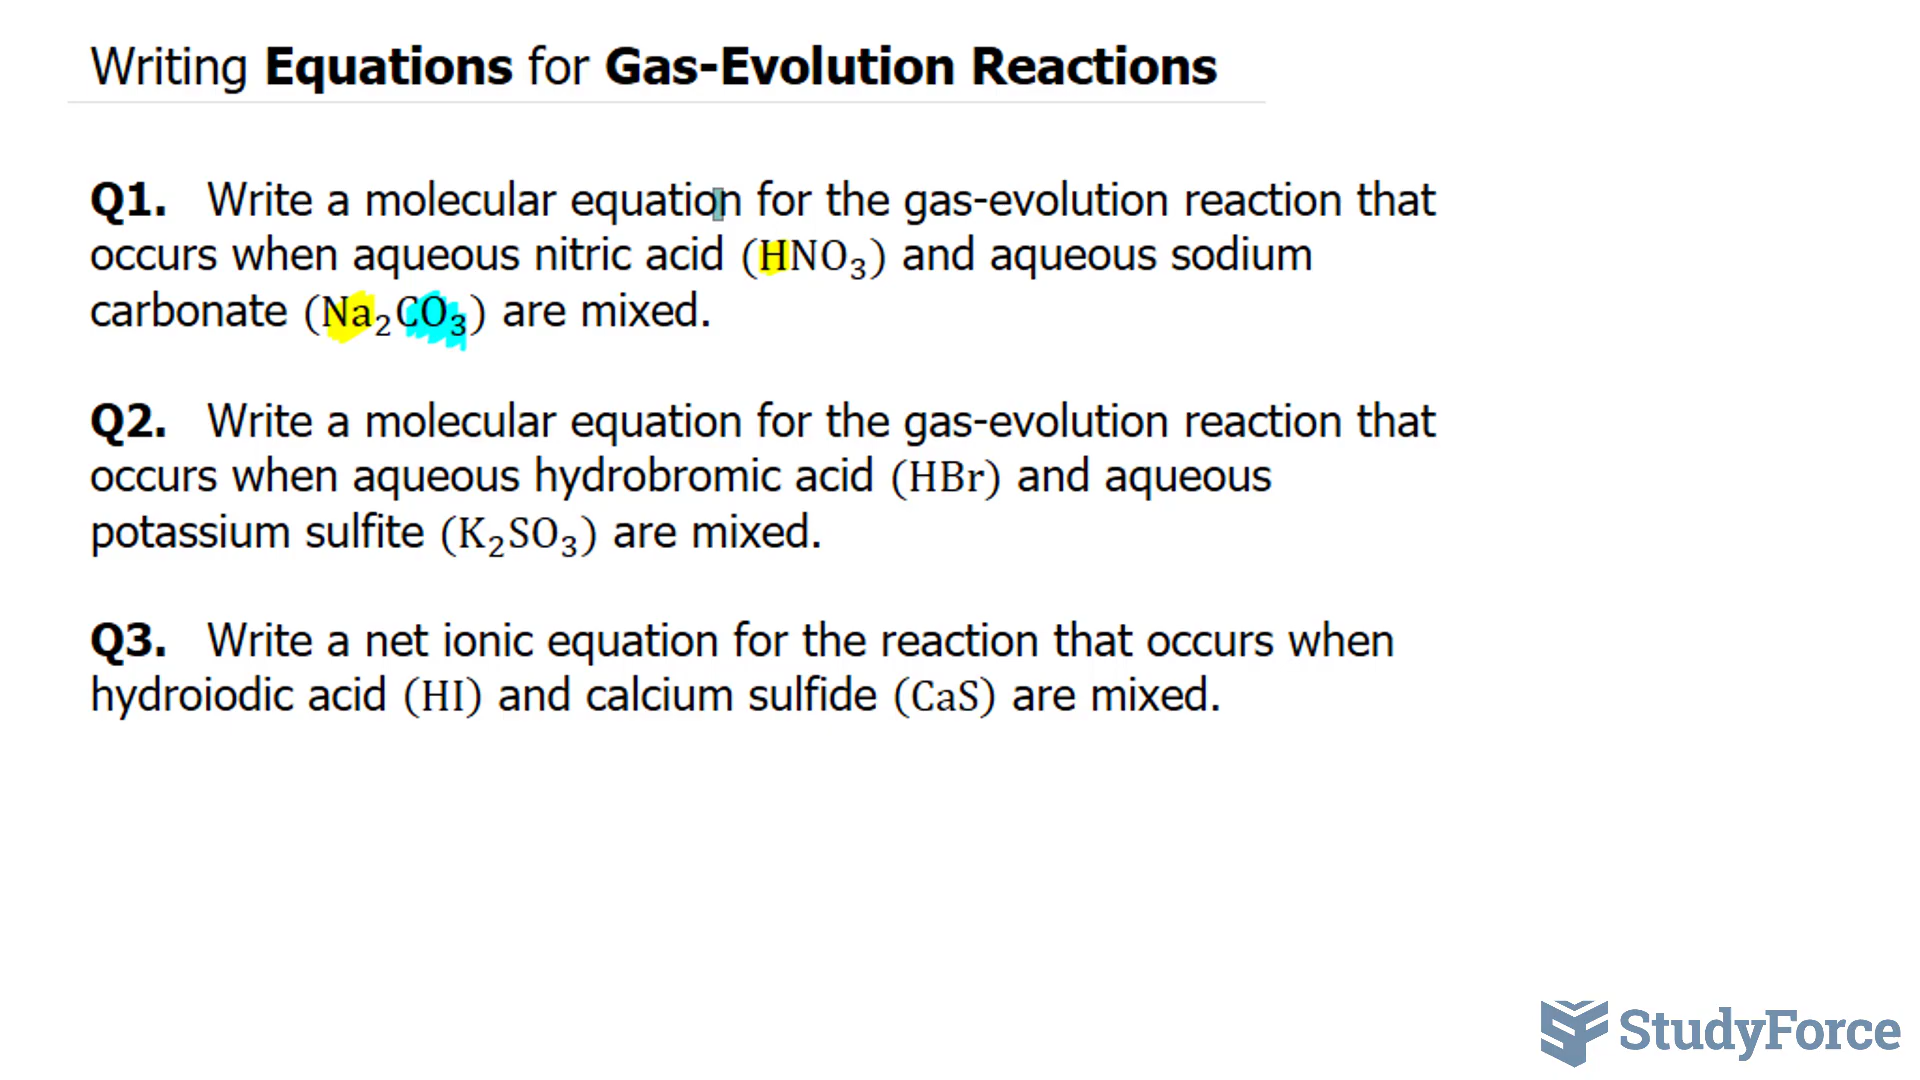 Writing Equations for Gas-Evolution Reactions
Q1. Write a molecular equation for the gas-evolution reaction that
occurs when aqueous nitric acid (HNO₃) and aqueous sodium
carbonate (Na₂CO₃) are mixed.
Q2. Write a molecular equation for the gas-evolution reaction that
occurs when aqueous hydrobromic acid (HBr) and aqueous
potassium sulfite (K₂SO₃) are mixed.
Q3. Write a net ionic equation for the reaction that occurs when
hydroiodic acid (HI) and calcium sulfide (CaS) are mixed.
StudyForce